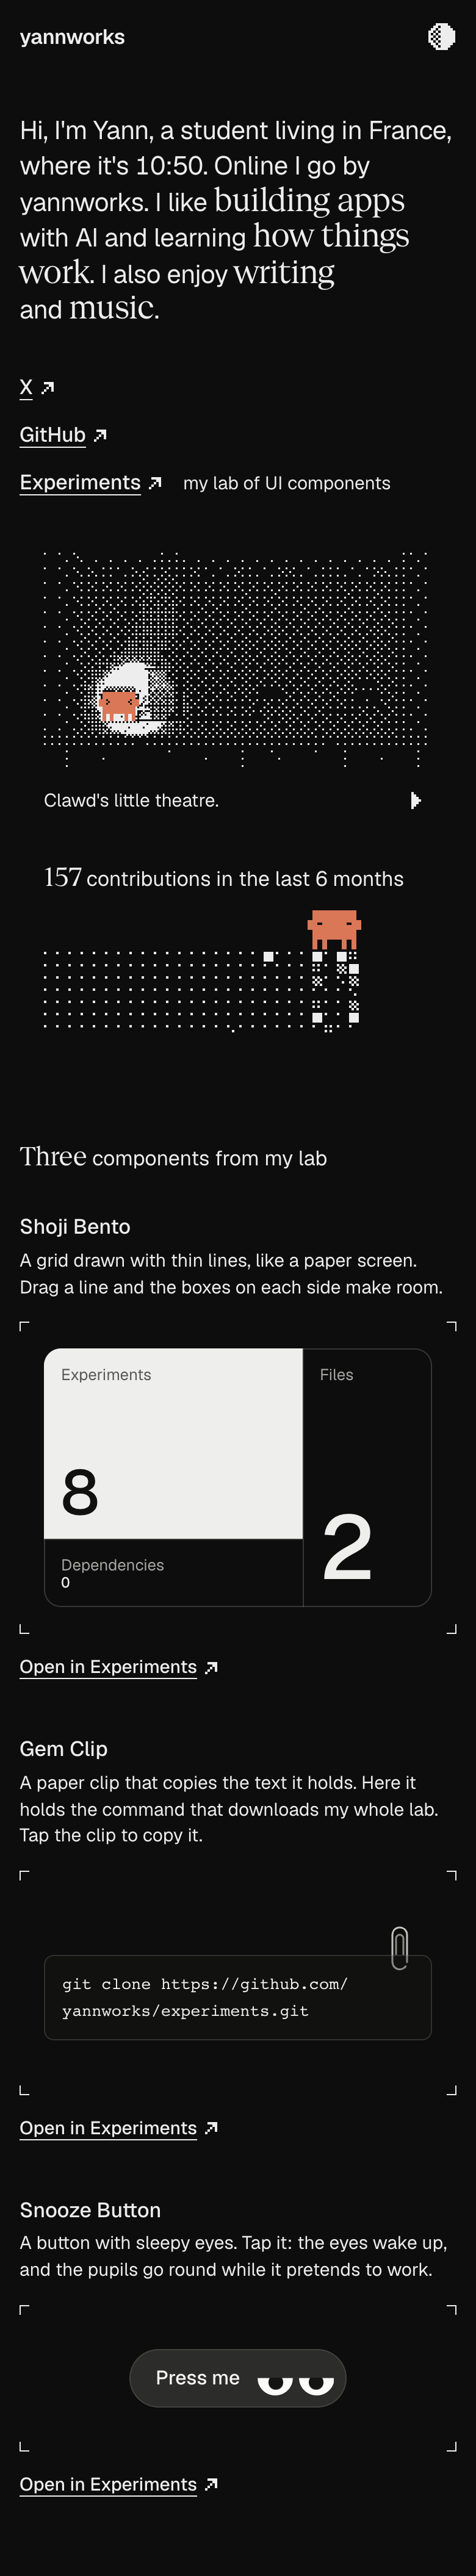 yannworks
Hi, I'm Yann, a student living in France,
where it's 10:50. Online I go by
yannworks. I like building apps
with AI and learning how things
work. I also enjoy writing
and music.
X
GitHub
Experiments my lab of UI components
Clawd's little theatre.
157 contributions in the last 6 months
Three components from my lab
Shoji Bento
A grid drawn with thin lines, like a paper screen.
Drag a line and the boxes on each side make room.
Experiments
8
Files
2
Dependencies
0
Open in Experiments
Gem Clip
A paper clip that copies the text it holds. Here it
holds the command that downloads my whole lab.
Tap the clip to copy it.
git clone https://github.com/
yannworks/experiments.git
Open in Experiments
Snooze Button
A button with sleepy eyes. Tap it: the eyes wake up,
and the pupils go round while it pretends to work.
Press me
Open in Experiments